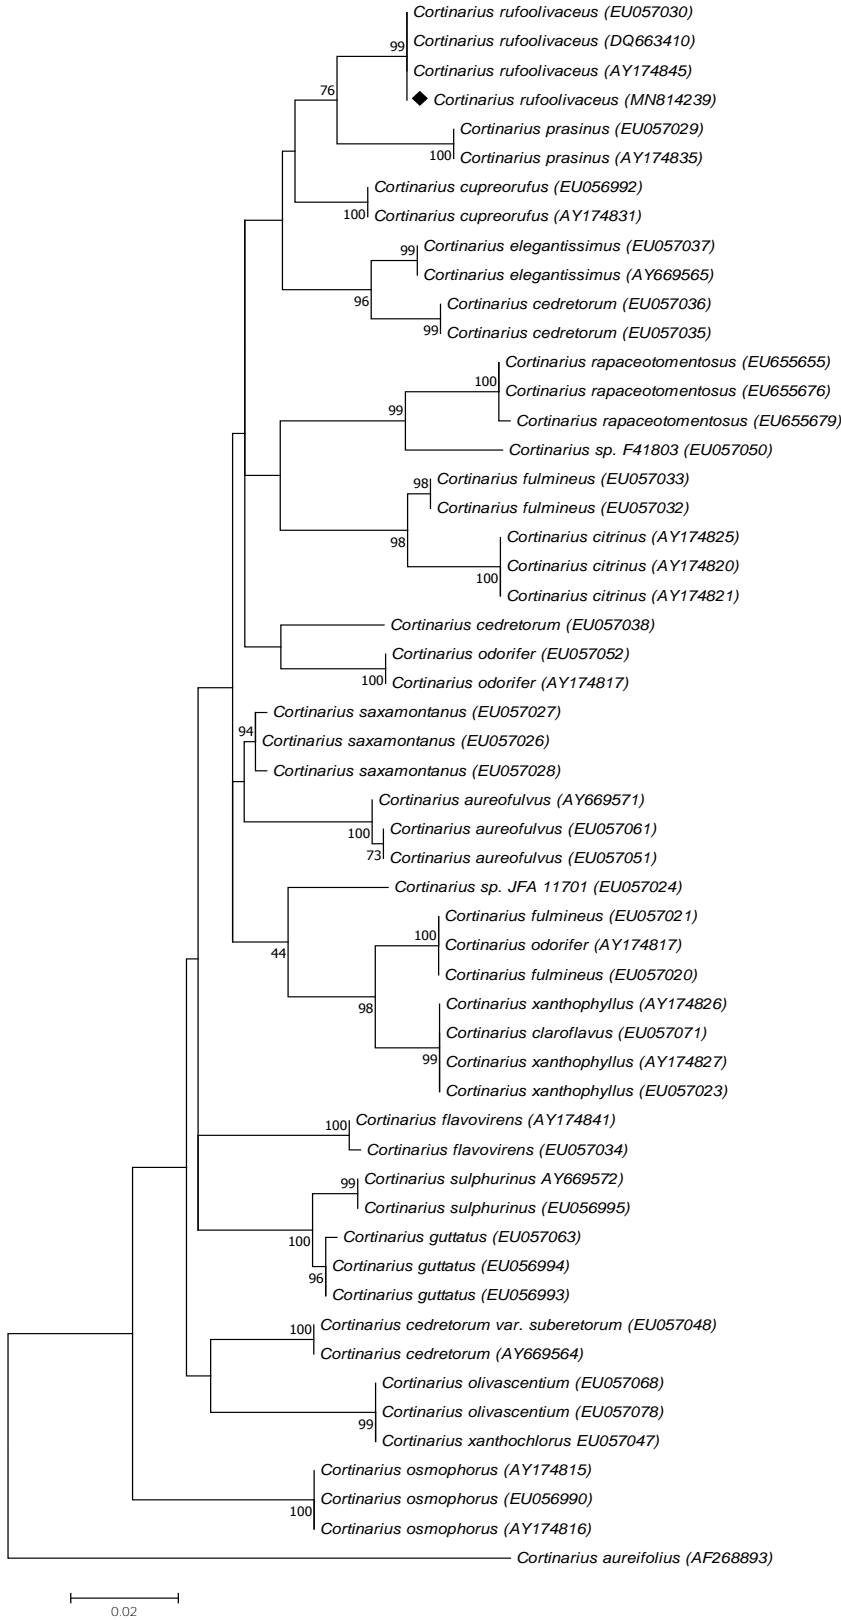 Cortinarius rufoolivaceus (EU057030)
Cortinarius rufoolivaceus (DQ663410)
99
Cortinarius rufoolivaceus (AY174845)
76
Cortinarius rufoolivaceus (MN814239)
Cortinarius prasinus (EU057029)
100
Cortinarius prasinus (AY174835)
Cortinarius cupreorufus (EU056992)
100
Cortinarius cupreorufus (AY174831)
99
Cortinarius elegantissimus (EU057037)
Cortinarius elegantissimus (AY669565)
96
Cortinarius cedretorum (EU057036)
99
Cortinarius cedretorum (EU057035)
Cortinarius rapaceotomentosus (EU655655)
100
Cortinarius rapaceotomentosus (EU655676)
99
Cortinarius rapaceotomentosus (EU655679)
Cortinarius sp. F41803 (EU057050)
98
Cortinarius fulmineus (EU057033)
Cortinarius fulmineus (EU057032)
98
Cortinarius citrinus (AY174825)
Cortinarius citrinus (AY174820)
100
Cortinarius citrinus (AY174821)
Cortinarius cedretorum (EU057038)
Cortinarius odorifer (EU057052)
100
Cortinarius odorifer (AY174817)
Cortinarius saxamontanus (EU057027)
94
Cortinarius saxamontanus (EU057026)
Cortinarius saxamontanus (EU057028)
Cortinarius aureofulvus (AY669571)
100
Cortinarius aureofulvus (EU057061)
73
Cortinarius aureofulvus (EU057051)
Cortinarius sp. JFA 11701 (EU057024)
Cortinarius fulmineus (EU057021)
100
Cortinarius odorifer (AY174817)
44
Cortinarius fulmineus (EU057020)
98
Cortinarius xanthophyllus (AY174826)
Cortinarius claroflavus (EU057071)
99
Cortinarius xanthophyllus (AY174827)
Cortinarius xanthophyllus (EU057023)
100
Cortinarius flavovirens (AY174841)
Cortinarius flavovirens (EU057034)
99
Cortinarius sulphurinus AY669572)
Cortinarius sulphurinus (EU056995)
100
Cortinarius guttatus (EU057063)
Cortinarius guttatus (EU056994)
96
Cortinarius guttatus (EU056993)
100
Cortinarius cedretorum var. suberetorum (EU057048)
Cortinarius cedretorum (AY669564)
Cortinarius olivascentium (EU057068)
Cortinarius olivascentium (EU057078)
99
Cortinarius xanthochlorus EU057047)
Cortinarius osmophorus (AY174815)
Cortinarius osmophorus (EU056990)
100
Cortinarius osmophorus (AY174816)
Cortinarius aureifolius (AF268893)
0.02